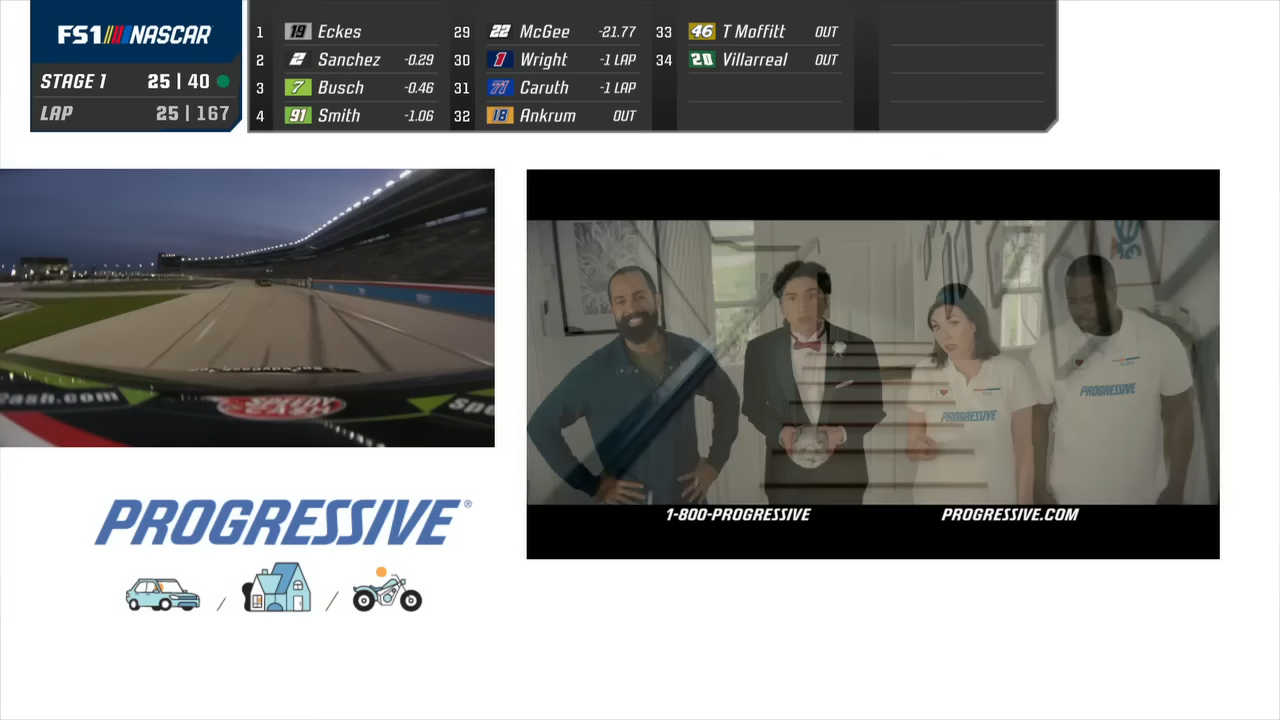 FS1 NASCAR
STAGE 1 25 | 40
LAP 25 | 167
1 19 Eckes
2 2 Sanchez -0.29
3 7 Busch -0.46
4 91 Smith -1.06
29 22 McGee -21.77
30 1 Wright -1 LAP
31 71 Caruth -1 LAP
32 18 Ankrum OUT
33 46 T Moffitt OUT
34 20 Villarreal OUT
SPEEDY
CASH
PROGRESSIVE
PROGRESSIVE
1-800-PROGRESSIVE PROGRESSIVE.COM
PROGRESSIVE®